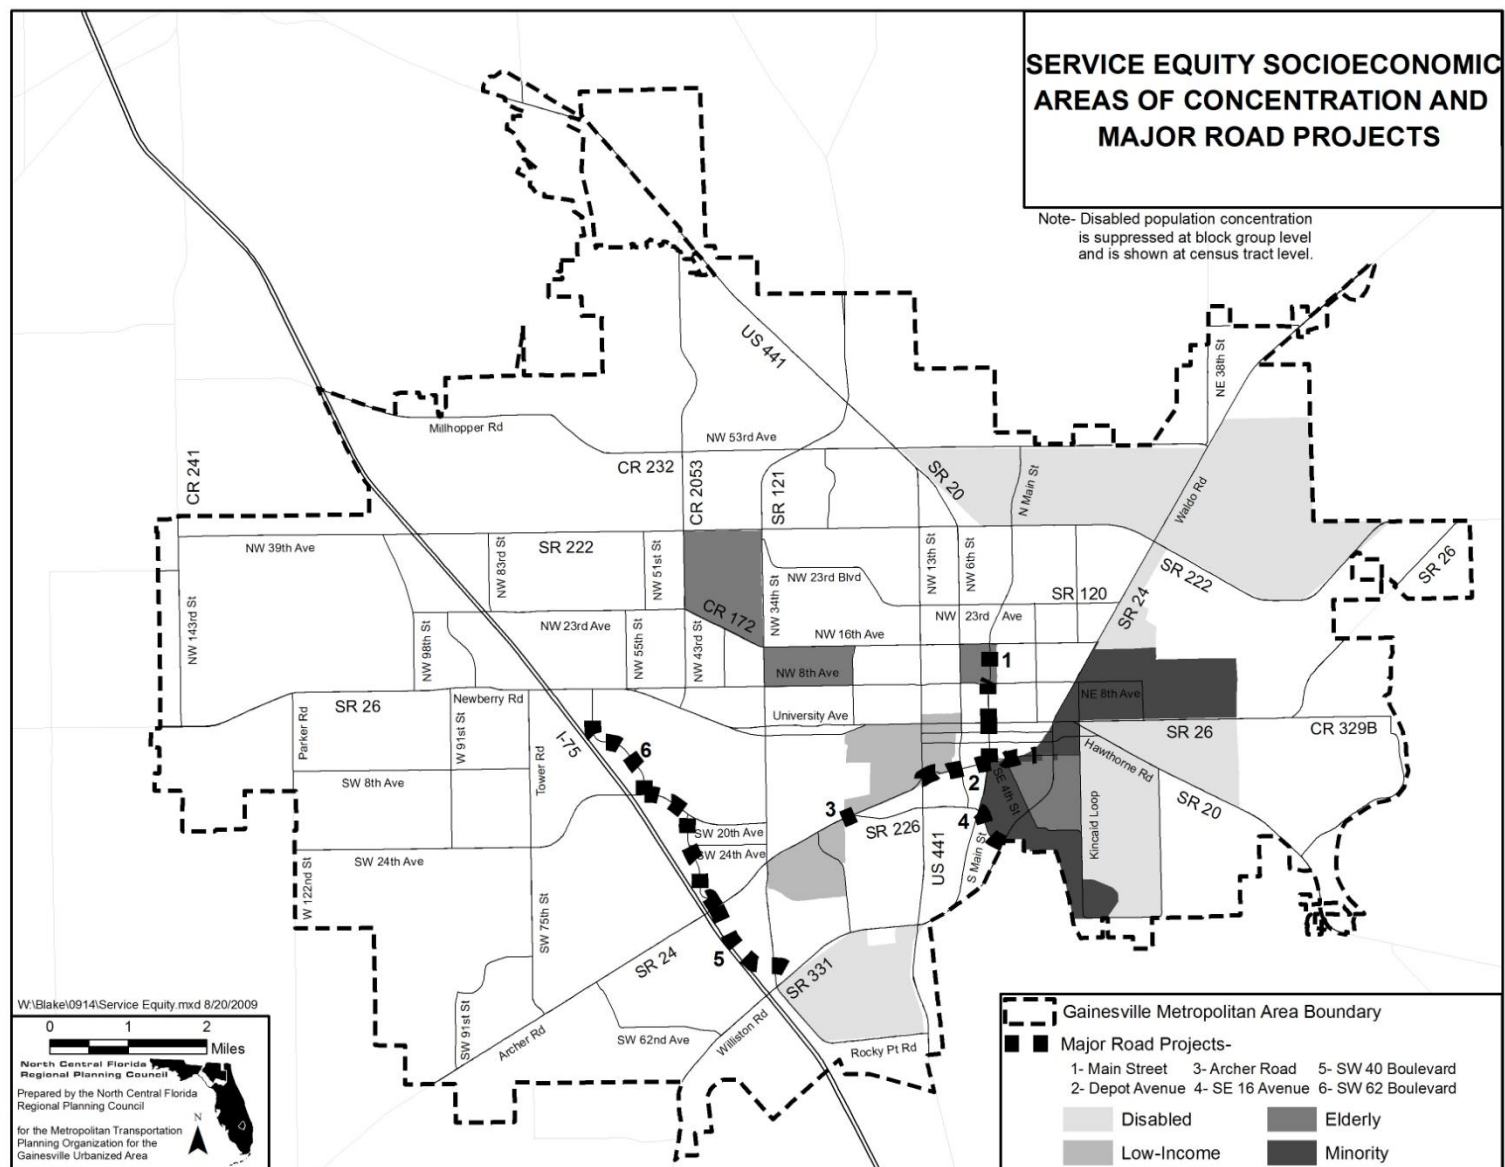 SERVICE EQUITY SOCIOECONOMIC
AREAS OF CONCENTRATION AND
MAJOR ROAD PROJECTS
Note- Disabled population concentration
is suppressed at block group level
and is shown at census tract level.
US 441
NE 38th St
Millhopper Rd
NW 53rd Ave
CR 232
CR 241
CR 2053
SR 121
SR 20
N Main St
Waldo Rd
NW 39th Ave
SR 222
NW 83rd St
NW 51st St
NW 34th St
NW 23rd Blvd
NW 13th St
NW 6th St
SR 120
SR 222
SR 26
SR 24
CR 172
NW 143rd St
NW 98th St
NW 23rd Ave
NW 55th St
NW 43rd St
NW 16th Ave
NW 23rd Ave
1
NW 8th Ave
NE 8th Ave
Newberry Rd
SR 26
University Ave
SR 26
CR 329B
Parker Rd
W 91st St
Tower Rd
I-75
6
Hawthorne Rd
SW 8th Ave
2
SE 4th St
SR 20
3
SR 226
4
Kincaid Loop
SW 20th Ave
SW 24th Ave
SW 24th Ave
US 441
S Main St
W 122nd St
SW 75th St
5
SR 24
SR 331
SW 91st St
Archer Rd
SW 62nd Ave
Williston Rd
Rocky Pt Rd
W:\Blake\0914\Service Equity.mxd 8/20/2009
0 1 2
Miles
North Central Florida
Regional Planning Council
Prepared by the North Central Florida
Regional Planning Council
N
for the Metropolitan Transportation
Planning Organization for the
Gainesville Urbanized Area
Gainesville Metropolitan Area Boundary
Major Road Projects-
1- Main Street 3- Archer Road 5- SW 40 Boulevard
2- Depot Avenue 4- SE 16 Avenue 6- SW 62 Boulevard
Disabled Elderly
Low-Income Minority